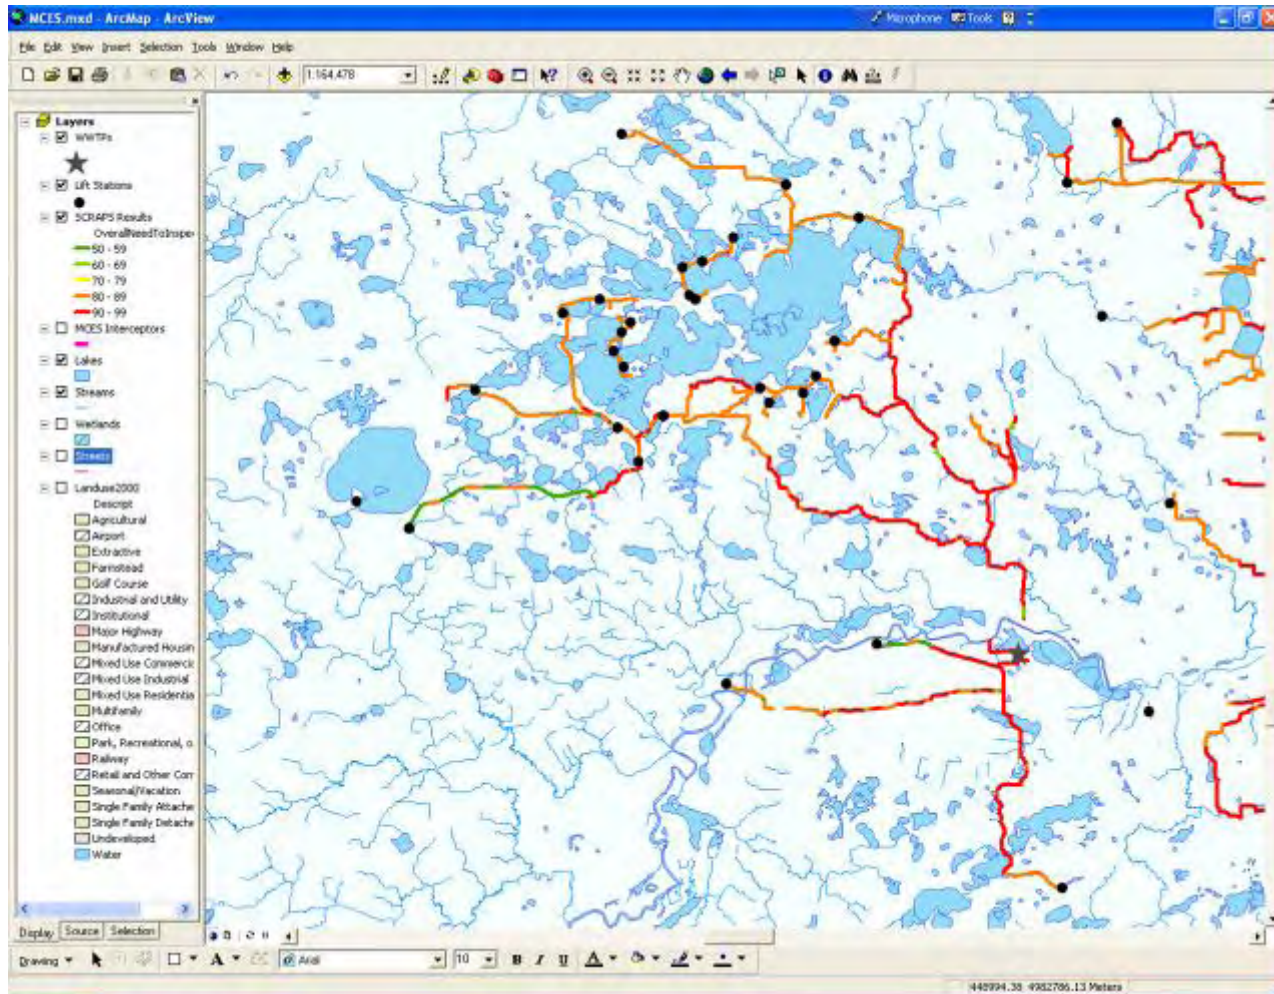 MCES.mxd - ArcMap - ArcView
Microphone Tools
File Edit View Insert Selection Tools Window Help
1:164,478
Layers
WWTPs
Lift Stations
SCRAPS Results
OverallNeedToInspe
50 - 59
60 - 69
70 - 79
80 - 89
90 - 99
MCES Interceptors
Lakes
Streams
Wetlands
Streets
Landuse2000
Descript
Agricultural
Airport
Extractive
Farmstead
Golf Course
Industrial and Utility
Institutional
Major Highway
Manufactured Housin
Mixed Use Commercia
Mixed Use Industrial
Mixed Use Residentia
Multifamily
Office
Park, Recreational, o
Railway
Retail and Other Com
Seasonal/Vacation
Single Family Attache
Single Family Detache
Undeveloped
Water
Display Source Selection
Drawing A Arial 10 B I U A
448994.38 4982786.13 Meters